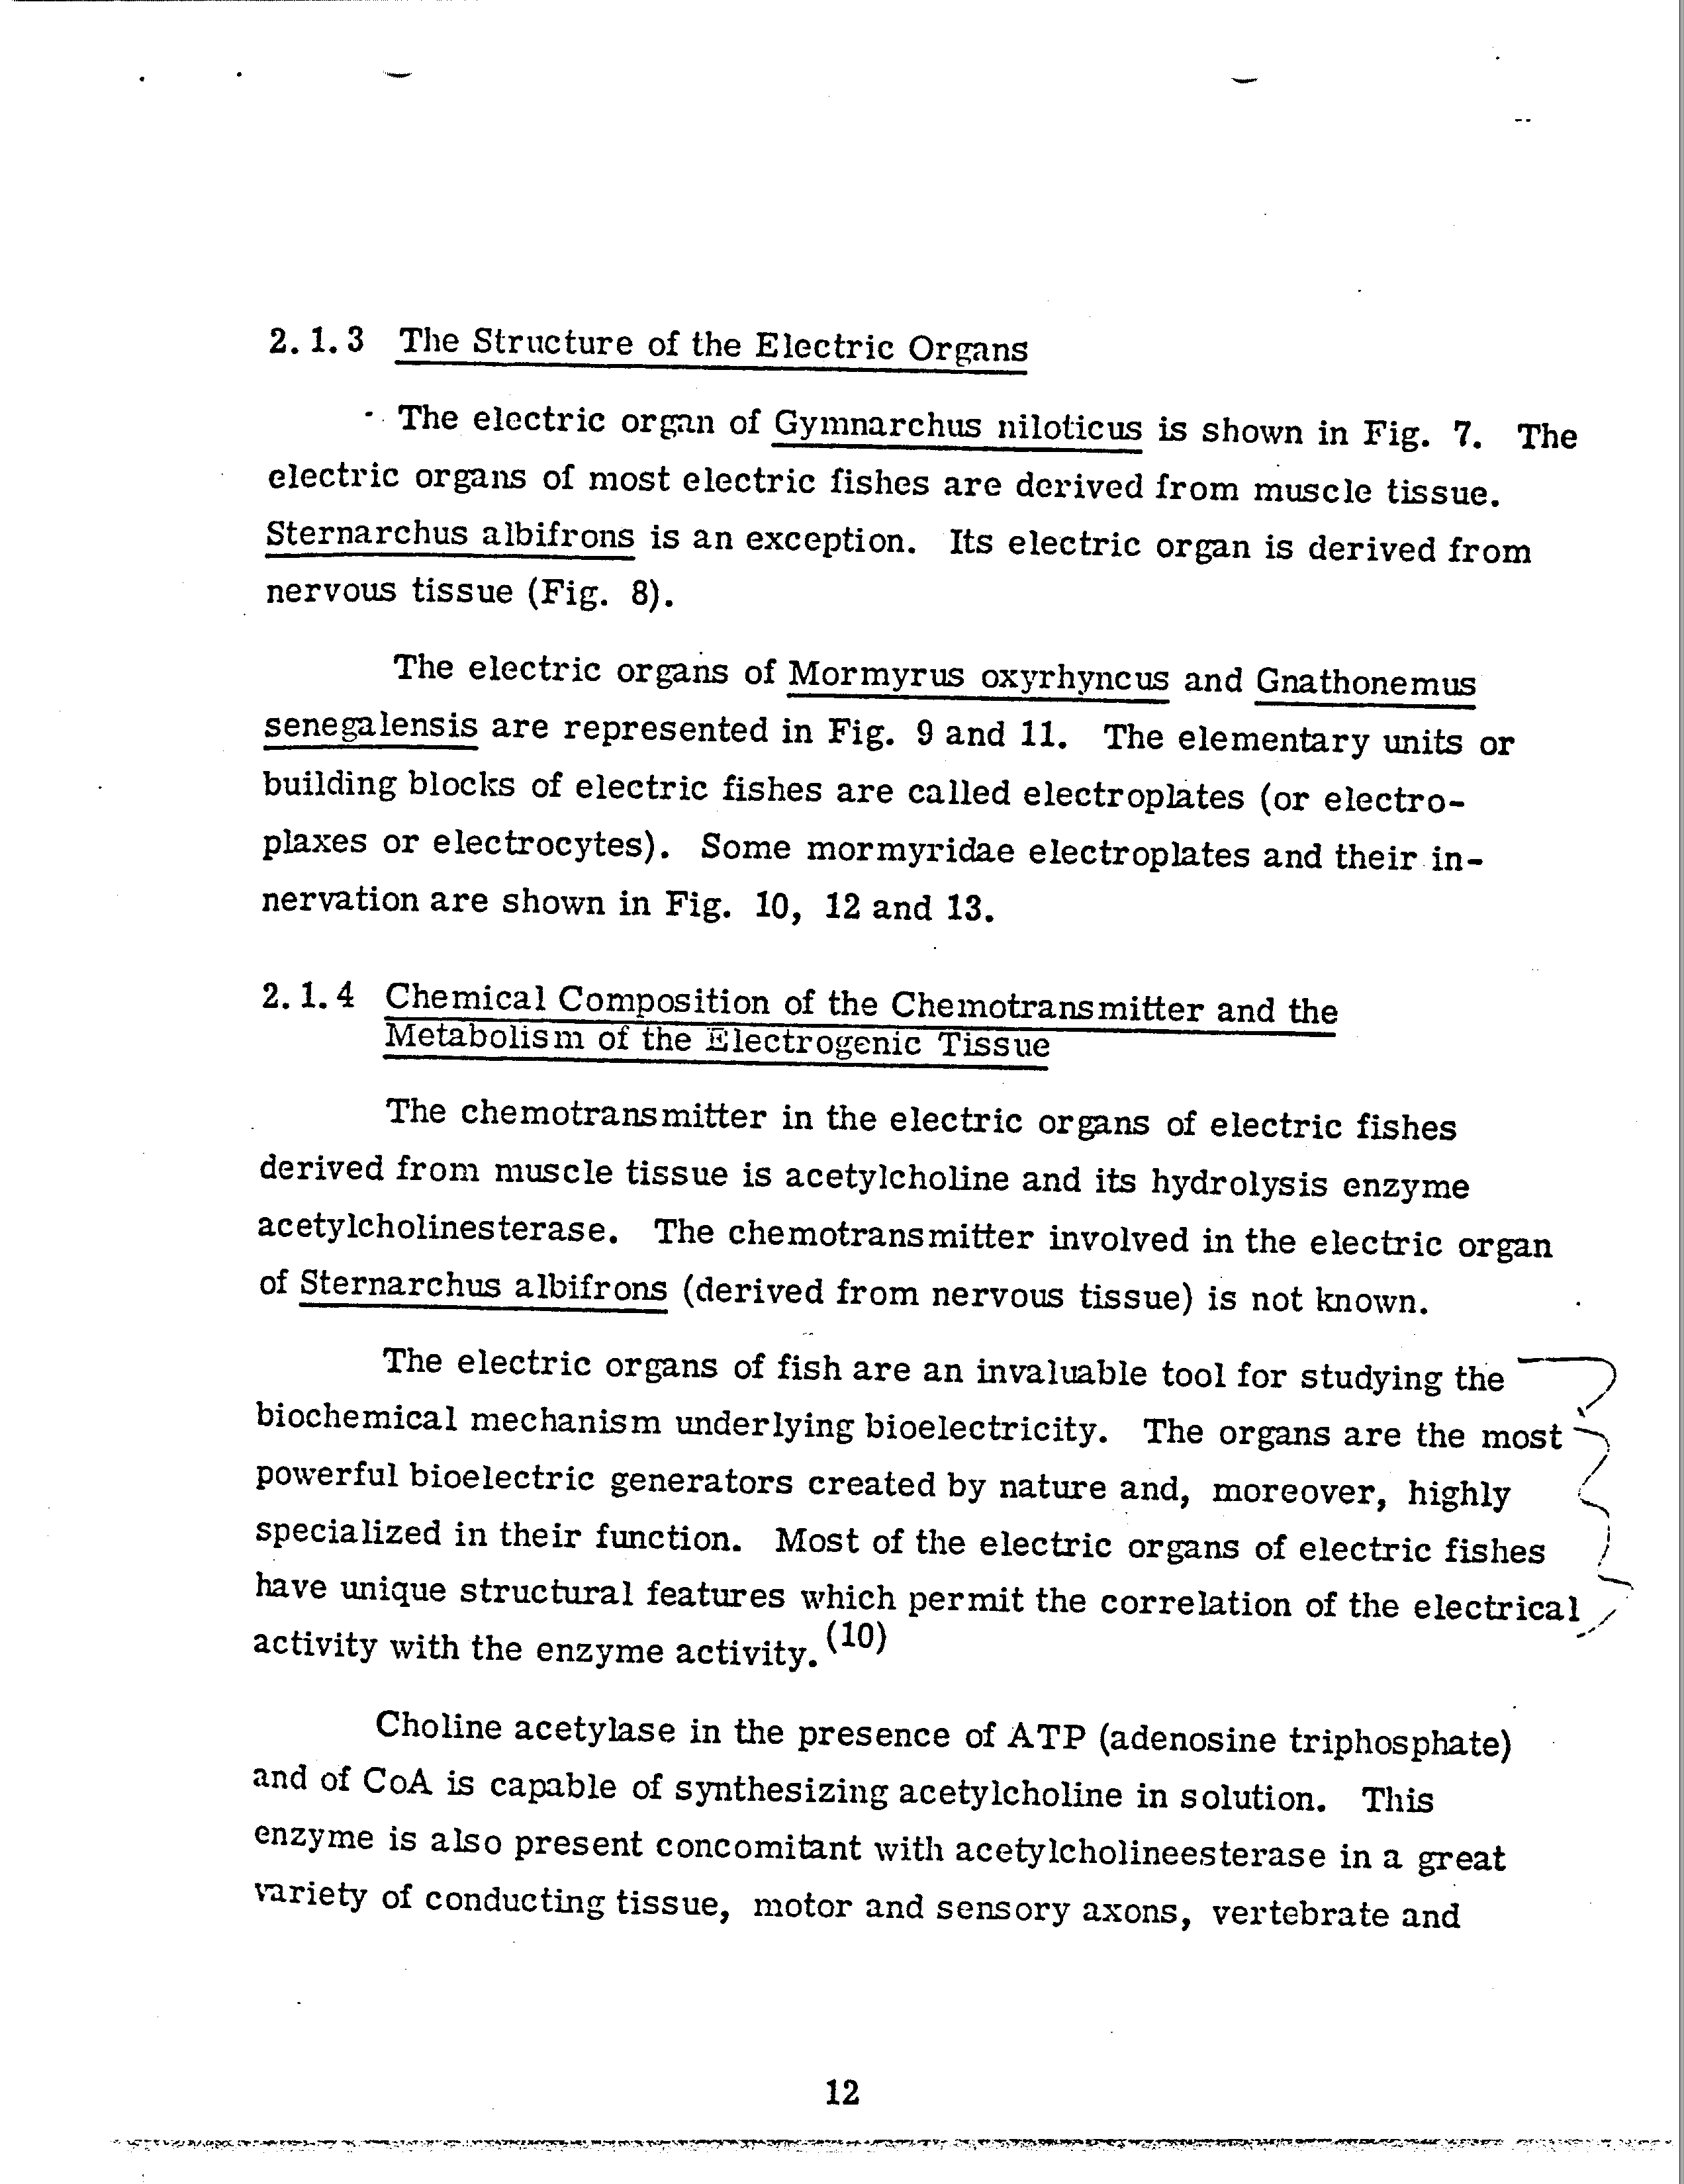 2. 1. 3 The Structure of the Electric Organs
The electric organ of Gymnarchus niloticus is shown in Fig. 7. The
electric organs of most electric fishes are derived from muscle tissue.
Sternarchus albifrons is an exception. Its electric organ is derived from
nervous tissue (Fig. 8).
The electric organs of Mormyrus oxyrhyncus and Gnathonemus
senegalensis are represented in Fig. 9 and 11. The elementary units or
building blocks of electric fishes are called electroplates (or electro-
plaxes or electrocytes). Some mormyridae electroplates and their in-
nervation are shown in Fig. 10, 12 and 13.
2. 1. 4 Chemical Composition of the Chemotransmitter and the
Metabolism of the Electrogenic Tissue
The chemotransmitter in the electric organs of electric fishes
derived from muscle tissue is acetylcholine and its hydrolysis enzyme
acetylcholinesterase. The chemotransmitter involved in the electric organ
of Sternarchus albifrons (derived from nervous tissue) is not known.
The electric organs of fish are an invaluable tool for studying the
biochemical mechanism underlying bioelectricity. The organs are the most
powerful bioelectric generators created by nature and, moreover, highly
specialized in their function. Most of the electric organs of electric fishes
have unique structural features which permit the correlation of the electrical
activity with the enzyme activity. (10)
Choline acetylase in the presence of ATP (adenosine triphosphate)
and of CoA is capable of synthesizing acetylcholine in solution. This
enzyme is also present concomitant with acetylcholineesterase in a great
variety of conducting tissue, motor and sensory axons, vertebrate and
12